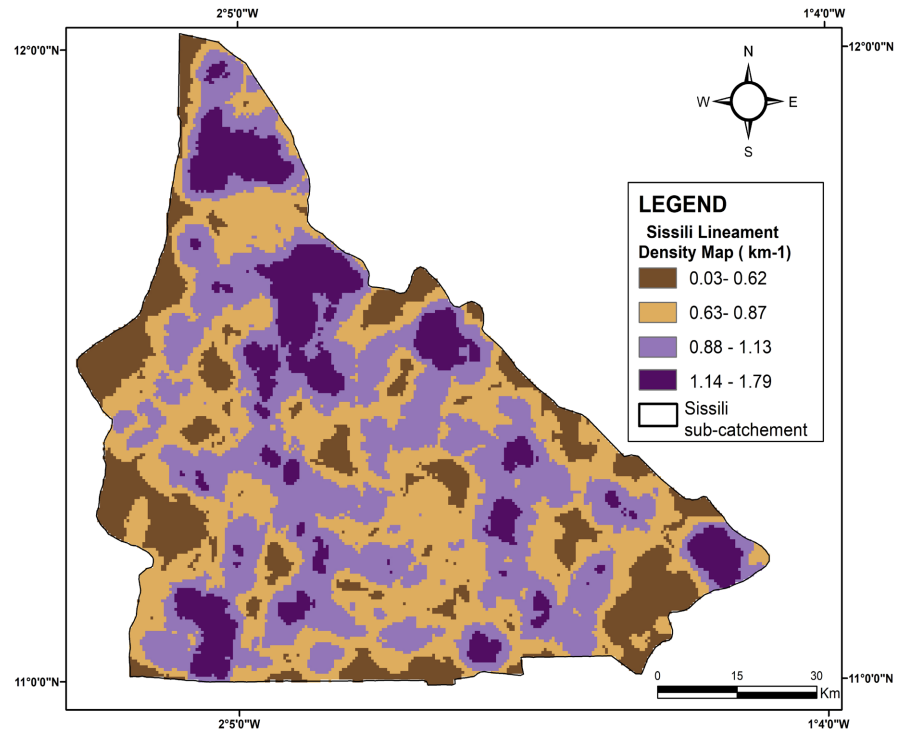 2°5'0"W 1°4'0"W
12°0'0"N 12°0'0"N
N
W E
S
LEGEND
Sissili Lineament
Density Map ( km-1)
0.03- 0.62
0.63- 0.87
0.88 - 1.13
1.14 - 1.79
Sissili
sub-catchement
11°0'0"N 11°0'0"N
0 15 30
Km
2°5'0"W 1°4'0"W